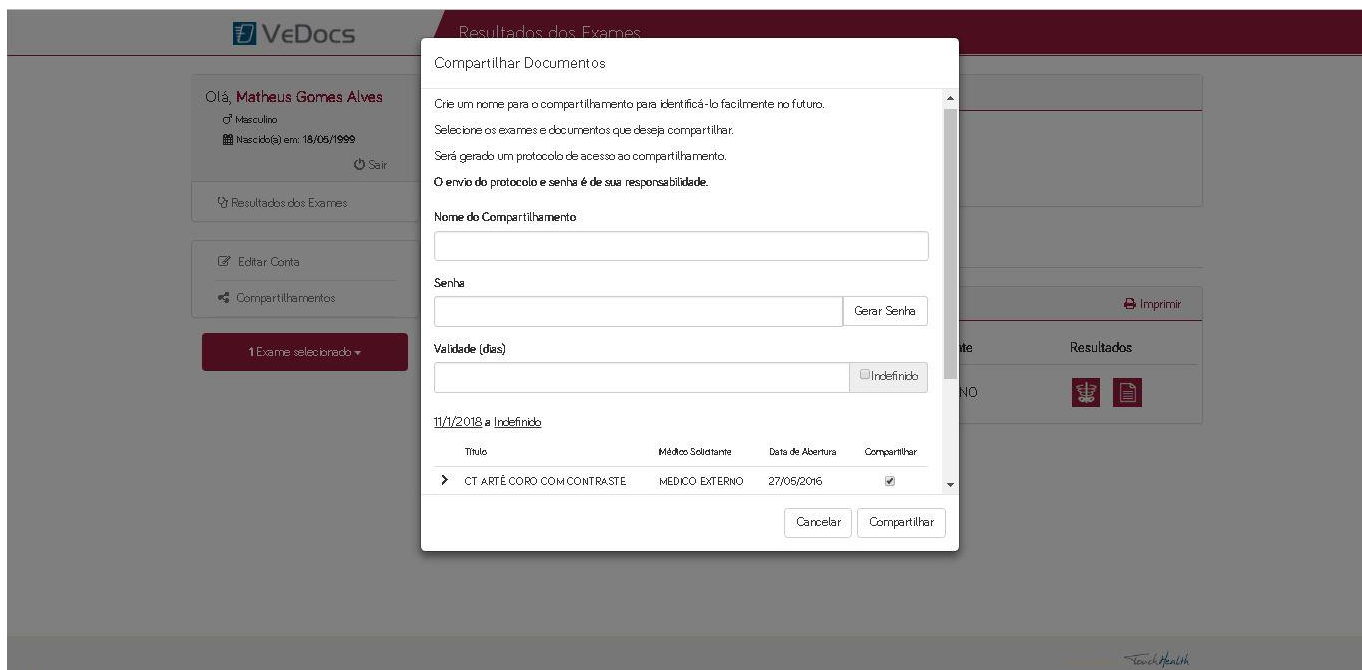 VeDocs
Resultados dos Exames
Olá, Matheus Gomes Alves
Masculino
Nascido(a) em: 18/05/1999
Sair
Resultados dos Exames
Editar Conta
Compartilhamentos
1 Exame selecionado
Compartilhar Documentos
Crie um nome para o compartilhamento para identificá-lo facilmente no futuro.
Selecione os exames e documentos que deseja compartilhar.
Será gerado um protocolo de acesso ao compartilhamento.
O envio do protocolo e senha é de sua responsabilidade.
Nome do Compartilhamento
Senha
Gerar Senha
Validade (dias)
Indefinido
11/1/2018 a Indefinido
Título Médico Solicitante Data de Abertura Compartilhar
CT ARTÊ CORO COM CONTRASTE MEDICO EXTERNO 27/05/2016
Cancelar Compartilhar
Imprimir
nte Resultados
NO
TouchHealth